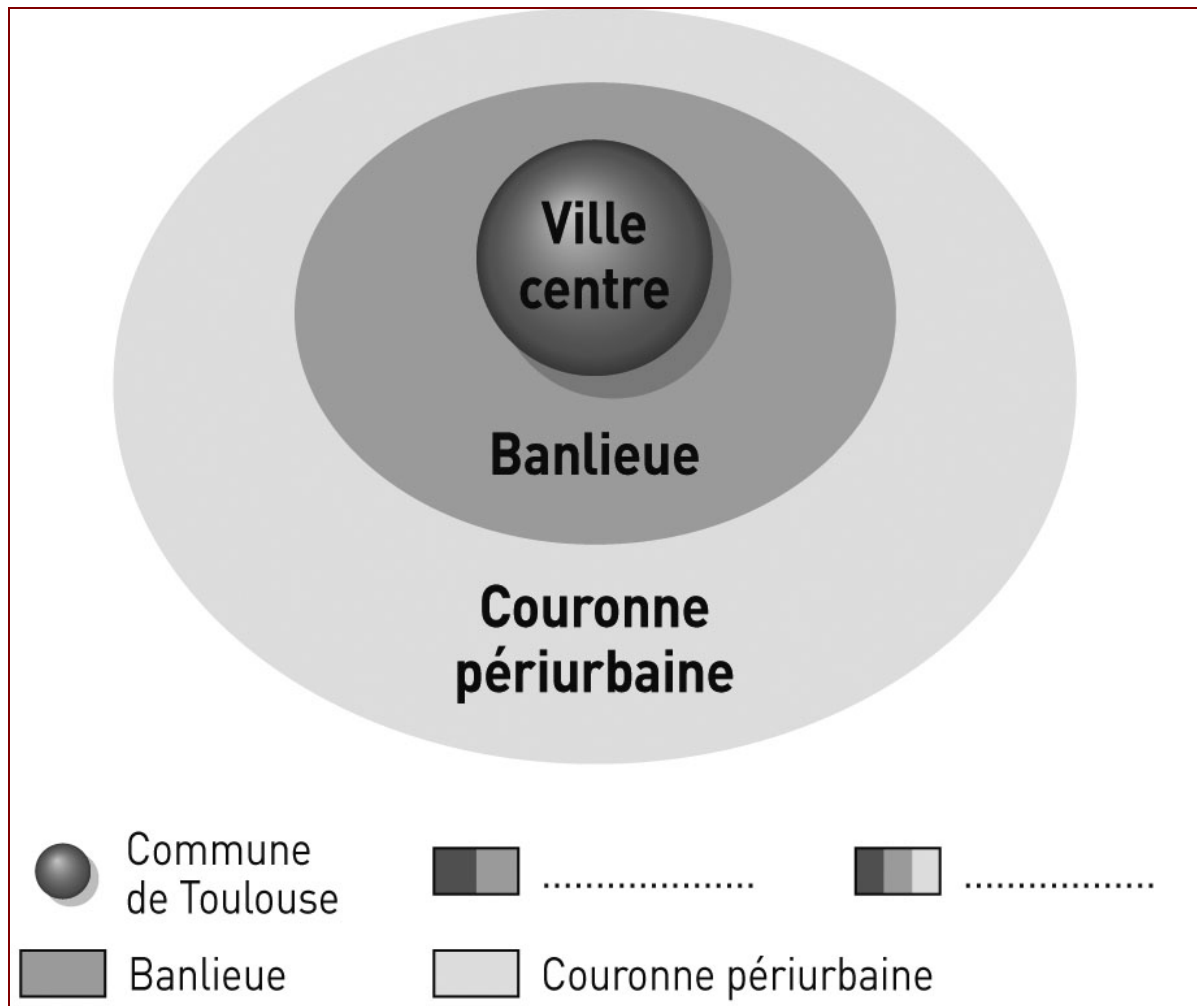 Ville
centre
Banlieue
Couronne
périurbaine
Commune
de Toulouse
....................
..................
Banlieue
Couronne périurbaine